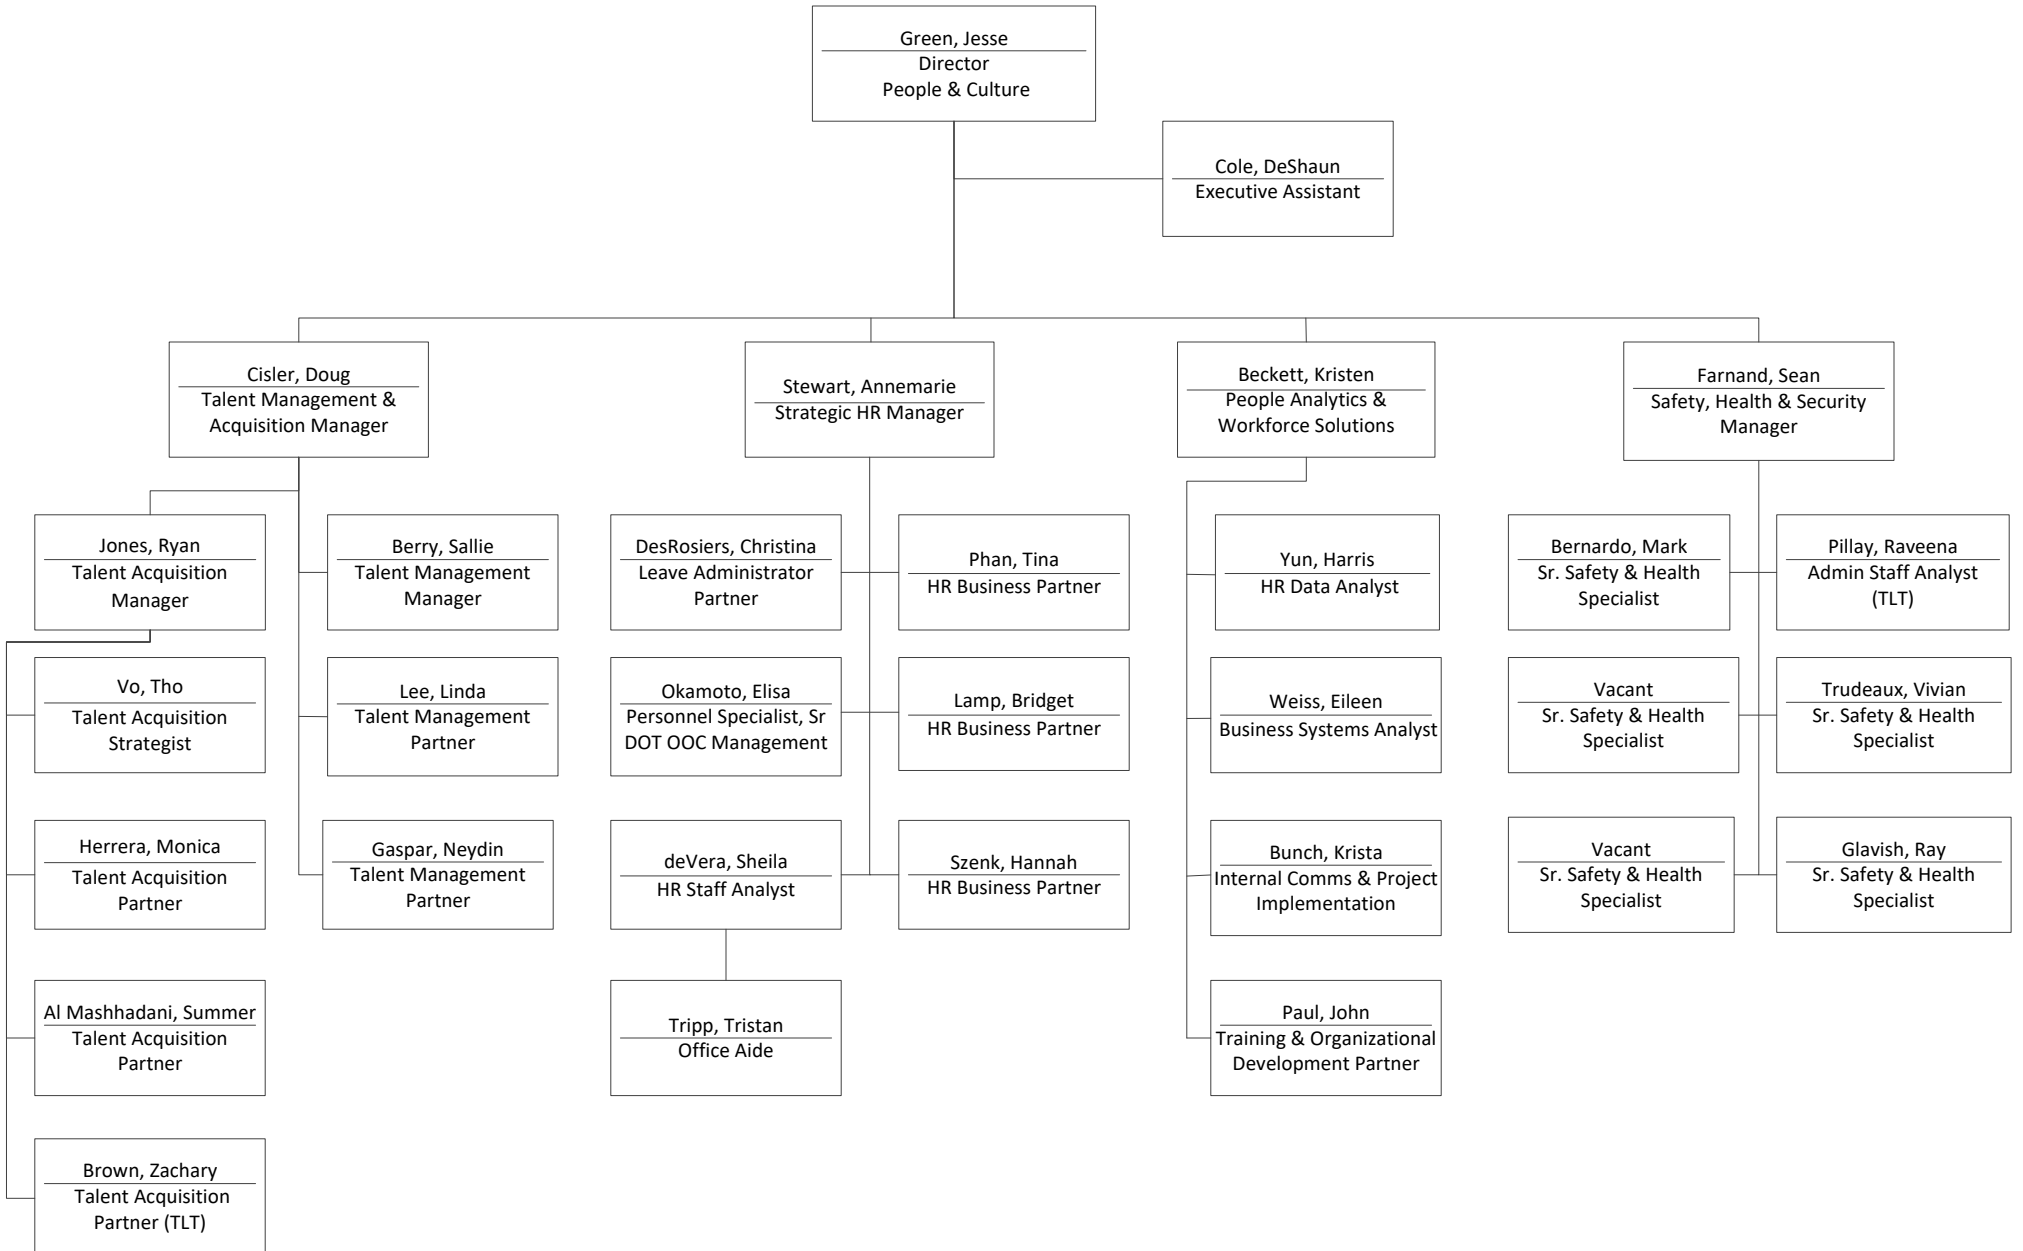 Green, Jesse
Director
People & Culture
Cole, DeShaun
Executive Assistant
Cisler, Doug
Talent Management &
Acquisition Manager
Stewart, Annemarie
Strategic HR Manager
Beckett, Kristen
People Analytics &
Workforce Solutions
Farnand, Sean
Safety, Health & Security
Manager
Jones, Ryan
Talent Acquisition
Manager
Berry, Sallie
Talent Management
Manager
DesRosiers, Christina
Leave Administrator
Partner
Phan, Tina
HR Business Partner
Yun, Harris
HR Data Analyst
Bernardo, Mark
Sr. Safety & Health
Specialist
Pillay, Raveena
Admin Staff Analyst
(TLT)
Vo, Tho
Talent Acquisition
Strategist
Lee, Linda
Talent Management
Partner
Okamoto, Elisa
Personnel Specialist, Sr
DOT OOC Management
Lamp, Bridget
HR Business Partner
Weiss, Eileen
Business Systems Analyst
Vacant
Sr. Safety & Health
Specialist
Trudeaux, Vivian
Sr. Safety & Health
Specialist
Herrera, Monica
Talent Acquisition
Partner
Gaspar, Neydin
Talent Management
Partner
deVera, Sheila
HR Staff Analyst
Szenk, Hannah
HR Business Partner
Bunch, Krista
Internal Comms & Project
Implementation
Vacant
Sr. Safety & Health
Specialist
Glavish, Ray
Sr. Safety & Health
Specialist
Al Mashhadani, Summer
Talent Acquisition
Partner
Tripp, Tristan
Office Aide
Paul, John
Training & Organizational
Development Partner
Brown, Zachary
Talent Acquisition
Partner (TLT)